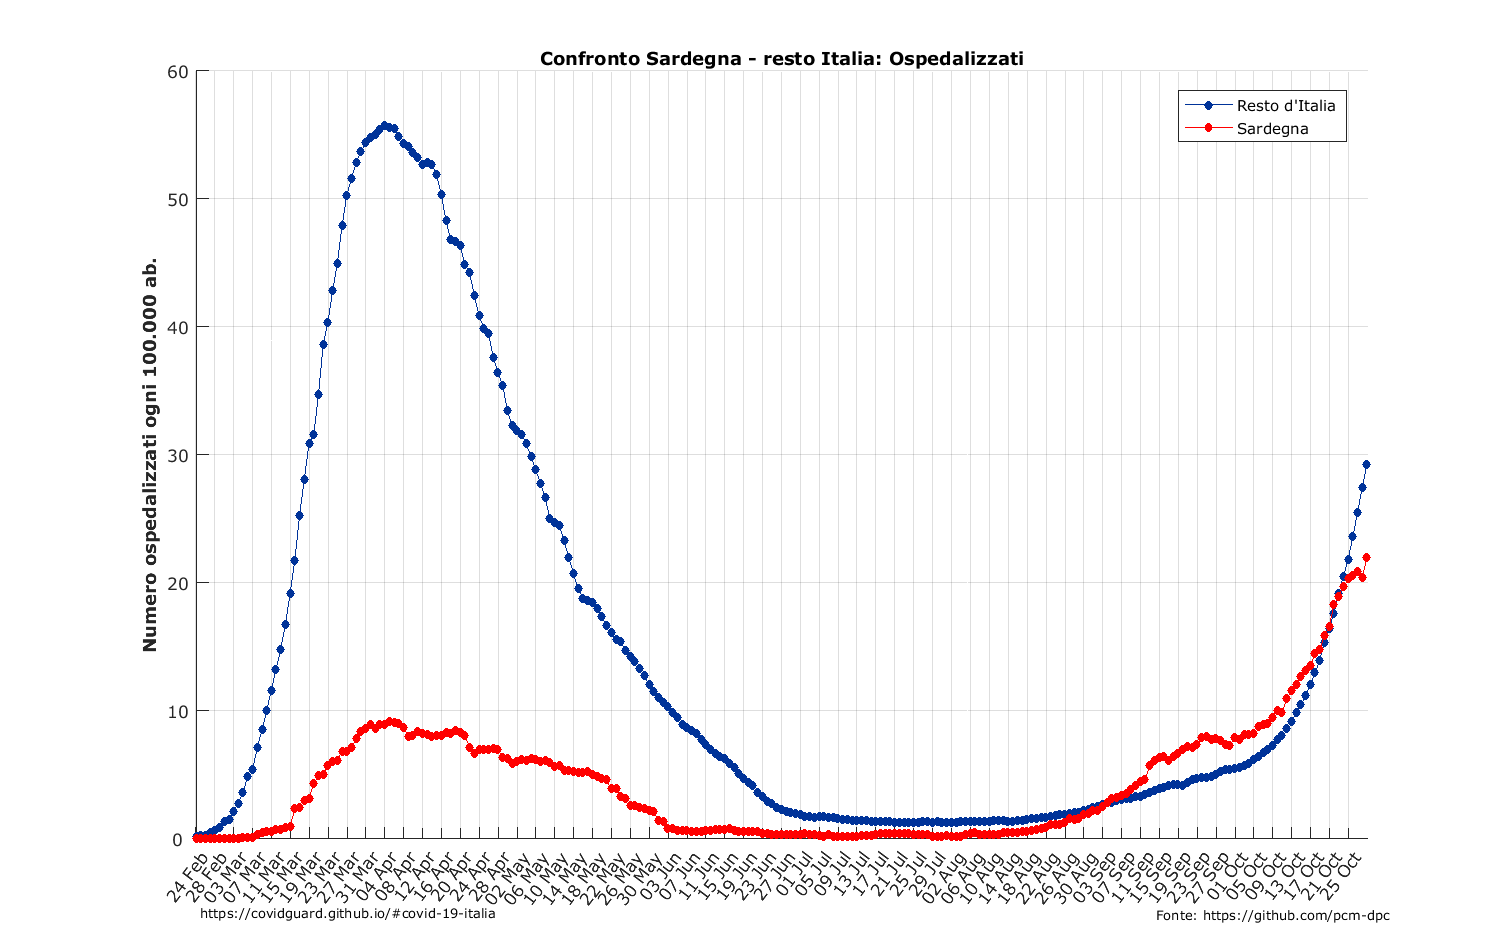 Confronto Sardegna - resto Italia: Ospedalizzati
Resto d'Italia
Sardegna
Numero ospedalizzati ogni 100.000 ab.
60
50
40
30
20
10
0
24 Feb
28 Feb
03 Mar
07 Mar
11 Mar
15 Mar
19 Mar
23 Mar
27 Mar
31 Mar
04 Apr
08 Apr
12 Apr
16 Apr
20 Apr
24 Apr
28 Apr
02 May
06 May
10 May
14 May
18 May
22 May
26 May
30 May
03 Jun
07 Jun
11 Jun
15 Jun
19 Jun
23 Jun
27 Jun
01 Jul
05 Jul
09 Jul
13 Jul
17 Jul
21 Jul
25 Jul
29 Jul
02 Aug
06 Aug
10 Aug
14 Aug
18 Aug
22 Aug
26 Aug
30 Aug
03 Sep
07 Sep
11 Sep
15 Sep
19 Sep
23 Sep
27 Sep
01 Oct
05 Oct
09 Oct
13 Oct
17 Oct
21 Oct
25 Oct
https://covidguard.github.io/#covid-19-italia
Fonte: https://github.com/pcm-dpc